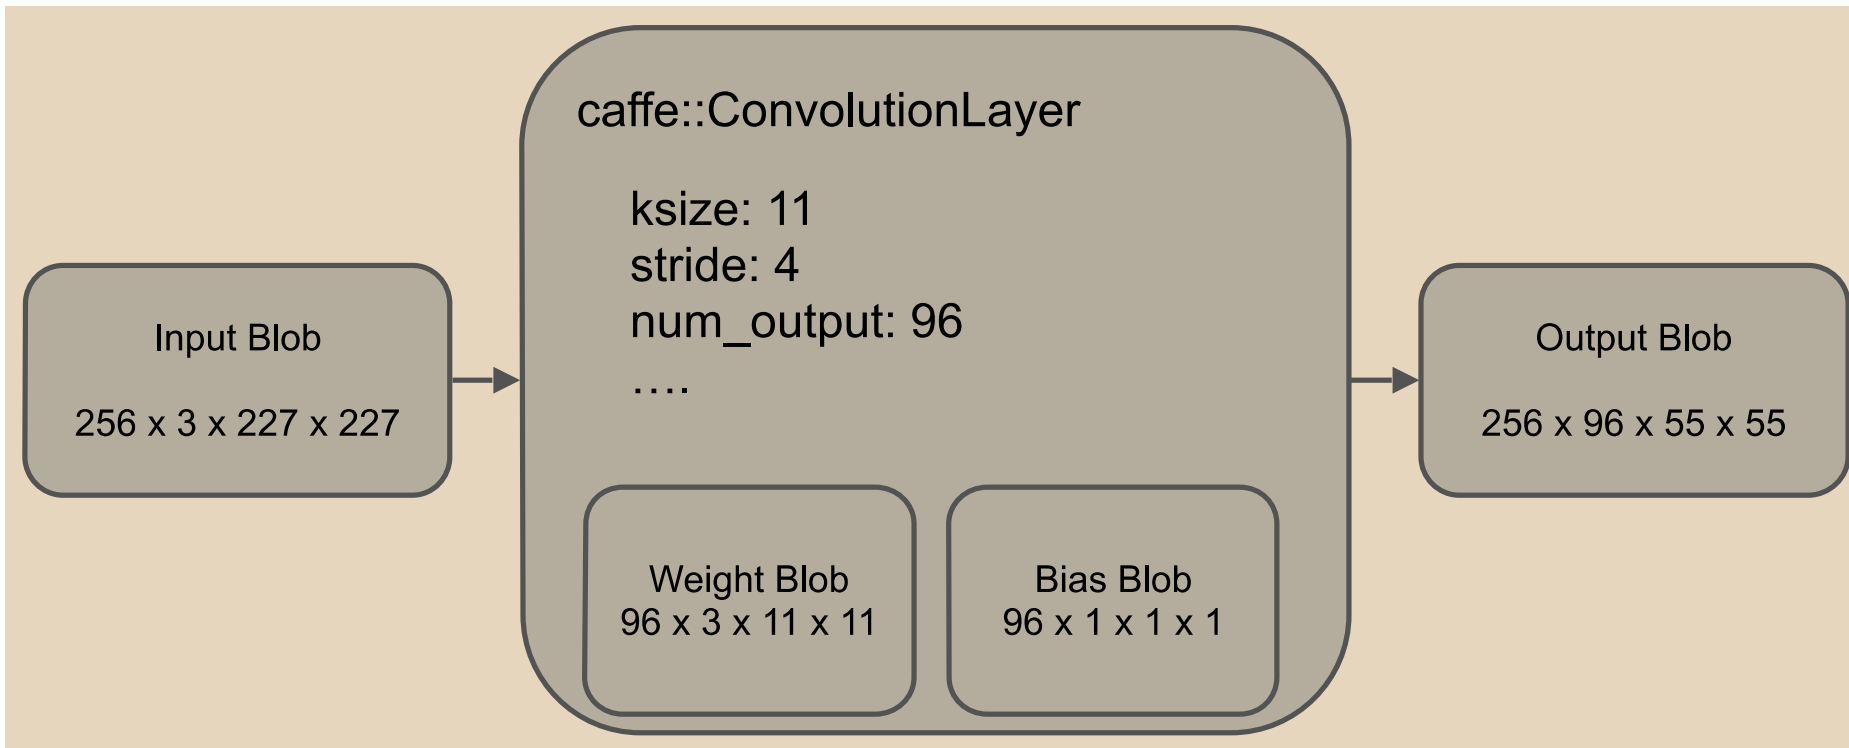 caffe::ConvolutionLayer
ksize: 11
stride: 4
num_output: 96
....
Input Blob
256 x 3 x 227 x 227
Output Blob
256 x 96 x 55 x 55
Weight Blob
96 x 3 x 11 x 11
Bias Blob
96 x 1 x 1 x 1